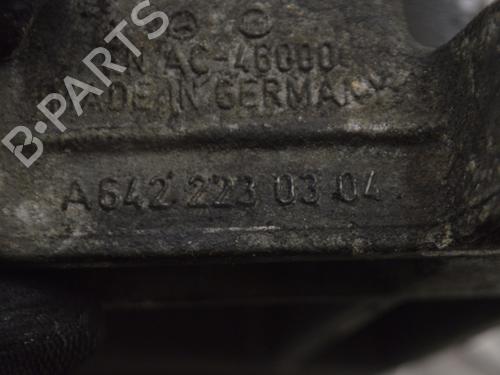 B-PARTS
AC-46000
MADE IN GERMANY
A 642 223 03 04